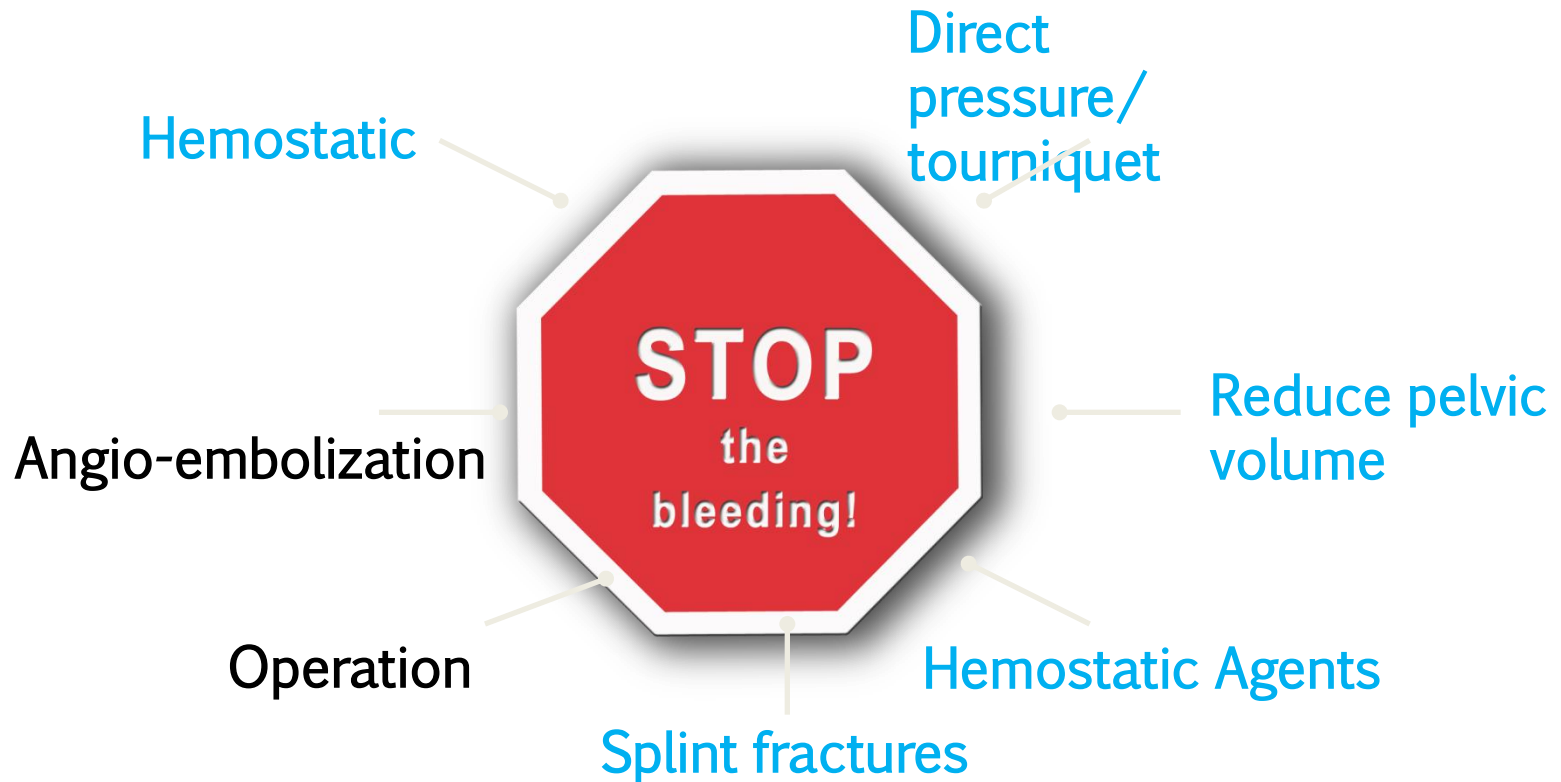 Direct
pressure/
tourniquet
Hemostatic
STOP
the
bleeding!
Reduce pelvic
volume
Angio-embolization
Operation
Hemostatic Agents
Splint fractures